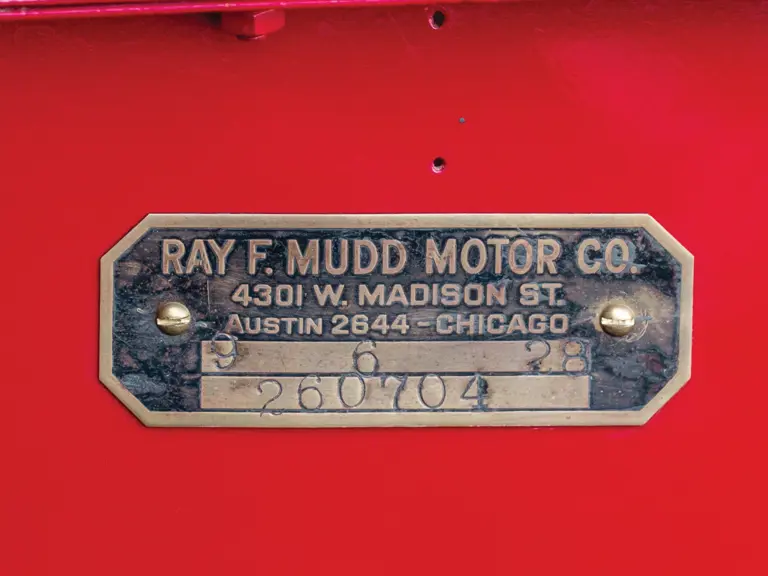 RAY F. MUDD MOTOR CO.
4301 W. MADISON ST.
AUSTIN 2644 - CHICAGO
9 6 28
260704